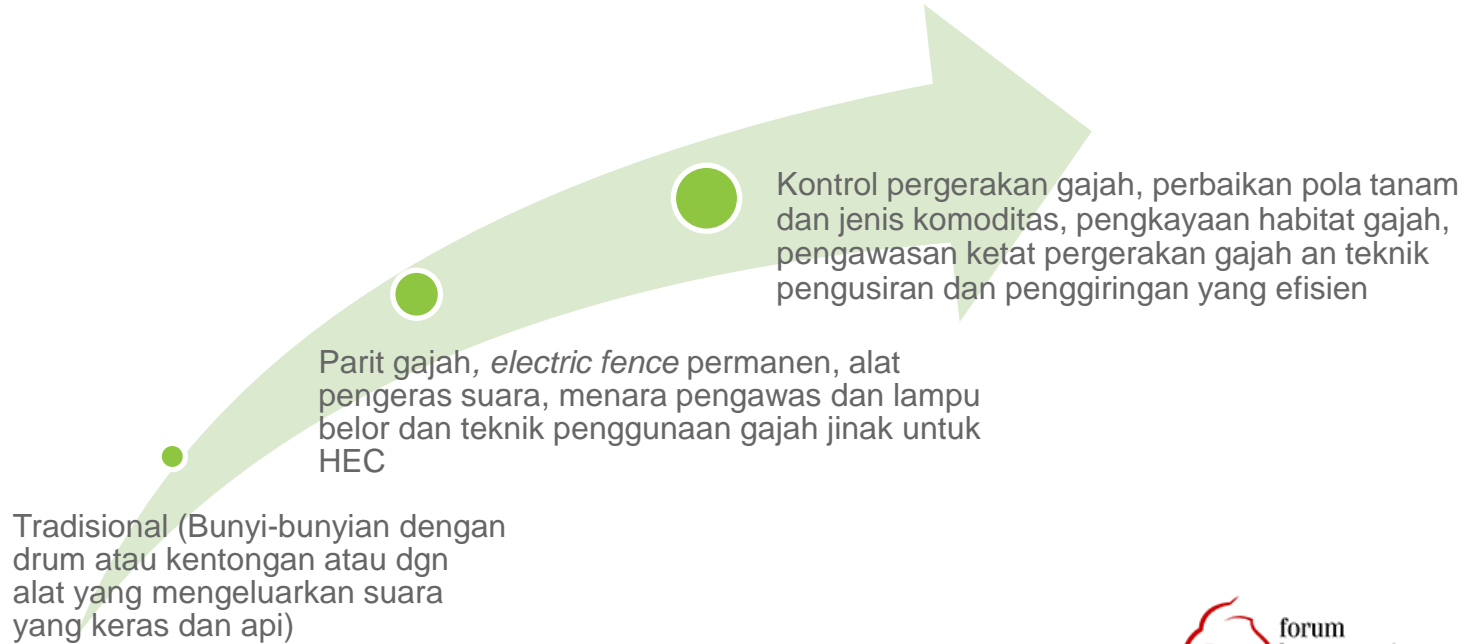 Kontrol pergerakan gajah, perbaikan pola tanam
dan jenis komoditas, pengkayaan habitat gajah,
pengawasan ketat pergerakan gajah an teknik
pengusiran dan penggiringan yang efisien
Parit gajah, electric fence permanen, alat
pengeras suara, menara pengawas dan lampu
belor dan teknik penggunaan gajah jinak untuk
HEC
Tradisional (Bunyi-bunyian dengan
drum atau kentongan atau dgn
alat yang mengeluarkan suara
yang keras dan api)
forum